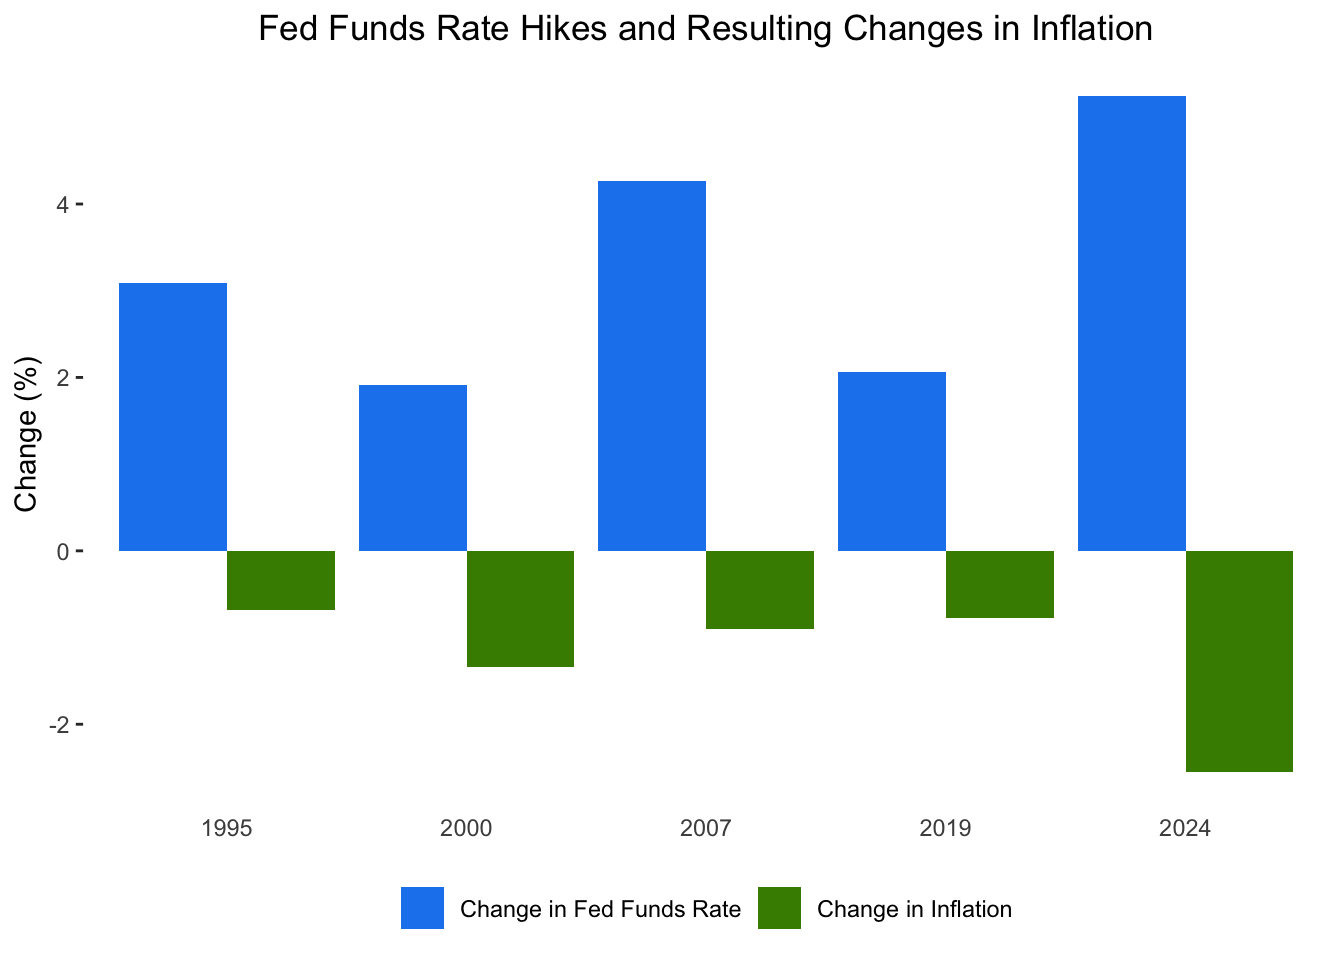 Fed Funds Rate Hikes and Resulting Changes in Inflation
Change (%)
4
2
0
-2
1995 2000 2007 2019 2024
Change in Fed Funds Rate Change in Inflation